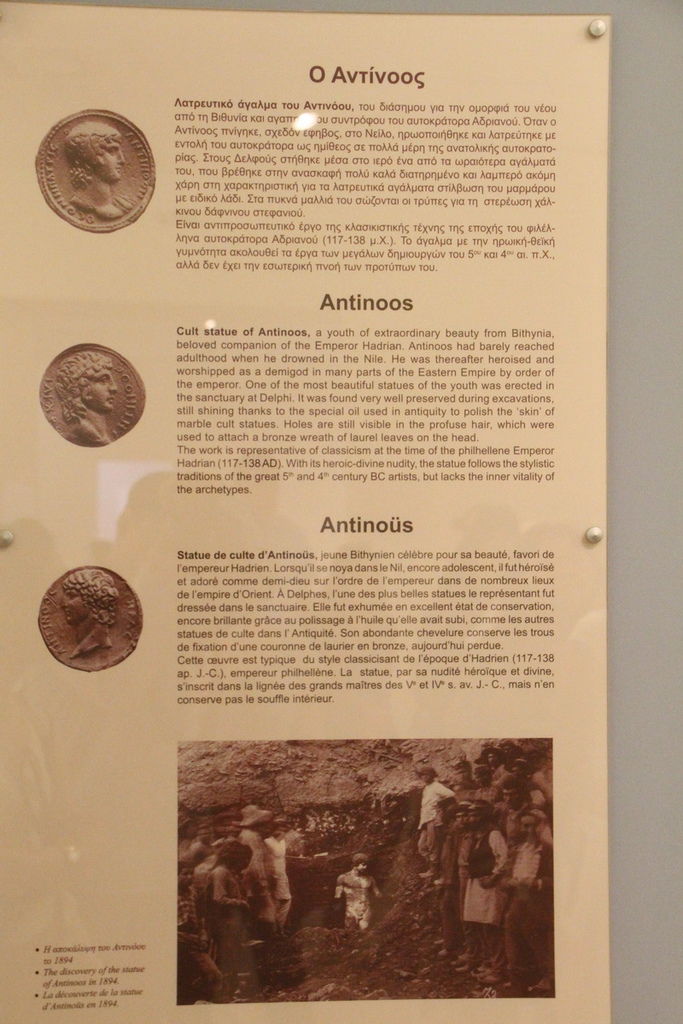 Ο Αντίνοος
Λατρευτικό άγαλμα του Αντινόου, του διάσημου για την ομορφιά του νέου
από τη Βιθυνία και αγαπ ου συντρόφου του αυτοκράτορα Αδριανού. Όταν ο
Αντίνοος πνίγηκε, σχεδόν έφηβος, στο Νείλο, ηρωοποιήθηκε και λατρεύτηκε με
εντολή του αυτοκράτορα ως ημίθεος σε πολλά μέρη της ανατολικής αυτοκρατο-
ρίας. Στους Δελφούς στήθηκε μέσα στο ιερό ένα από τα ωραιότερα αγάλματά
του, που βρέθηκε στην ανασκαφή πολύ καλά διατηρημένο και λαμπερό ακόμη
χάρη στη χαρακτηριστική για τα λατρευτικά αγάλματα στίλβωση του μαρμάρου
με ειδικό λάδι. Στα πυκνά μαλλιά του σώζονται οι τρύπες για τη στερέωση χάλ-
κινου δάφνινου στεφανιού.
Είναι αντιπροσωπευτικό έργο της κλασικιστικής τέχνης της εποχής του φιλέλ-
ληνα αυτοκράτορα Αδριανού (117-138 μ.Χ.). Το άγαλμα με την ηρωική-θεϊκή
γυμνότητα ακολουθεί τα έργα των μεγάλων δημιουργών του 5ου και 4ου αι. π.Χ.,
αλλά δεν έχει την εσωτερική πνοή των προτύπων του.
Antinoos
Cult statue of Antinoos, a youth of extraordinary beauty from Bithynia,
beloved companion of the Emperor Hadrian. Antinoos had barely reached
adulthood when he drowned in the Nile. He was thereafter heroised and
worshipped as a demigod in many parts of the Eastern Empire by order of
the emperor. One of the most beautiful statues of the youth was erected in
the sanctuary at Delphi. It was found very well preserved during excavations,
still shining thanks to the special oil used in antiquity to polish the 'skin' of
marble cult statues. Holes are still visible in the profuse hair, which were
used to attach a bronze wreath of laurel leaves on the head.
The work is representative of classicism at the time of the philhellene Emperor
Hadrian (117-138 AD). With its heroic-divine nudity, the statue follows the stylistic
traditions of the great 5th and 4th century BC artists, but lacks the inner vitality of
the archetypes.
Antinoüs
Statue de culte d'Antinoüs, jeune Bithynien célèbre pour sa beauté, favori de
l'empereur Hadrien. Lorsqu'il se noya dans le Nil, encore adolescent, il fut héroïsé
et adoré comme demi-dieu sur l'ordre de l'empereur dans de nombreux lieux
de l'empire d'Orient. À Delphes, l'une des plus belles statues le représentant fut
dressée dans le sanctuaire. Elle fut exhumée en excellent état de conservation,
encore brillante grâce au polissage à l'huile qu'elle avait subi, comme les autres
statues de culte dans l' Antiquité. Son abondante chevelure conserve les trous
de fixation d'une couronne de laurier en bronze, aujourd'hui perdue.
Cette œuvre est typique du style classicisant de l'époque d'Hadrien (117-138
ap. J.-C.), empereur philhellène. La statue, par sa nudité héroïque et divine,
s'inscrit dans la lignée des grands maîtres des Ve et IVe s. av. J.- C., mais n'en
conserve pas le souffle intérieur.
• Η αποκάλυψη του Αντινόου
το 1894
• The discovery of the statue
of Antinoos in 1894.
• La découverte de la statue
d'Antinoüs en 1894.